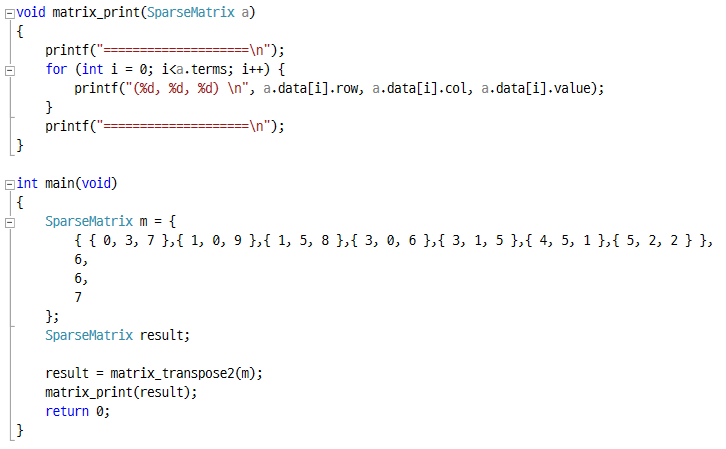 void matrix_print(SparseMatrix a)
{
    printf("====================\n");
    for (int i = 0; i<a.terms; i++) {
        printf("(%d, %d, %d) \n", a.data[i].row, a.data[i].col, a.data[i].value);
    }
    printf("====================\n");
}

int main(void)
{
    SparseMatrix m = {
        { { 0, 3, 7 },{ 1, 0, 9 },{ 1, 5, 8 },{ 3, 0, 6 },{ 3, 1, 5 },{ 4, 5, 1 },{ 5, 2, 2 } },
        6,
        6,
        7
    };
    SparseMatrix result;

    result = matrix_transpose2(m);
    matrix_print(result);
    return 0;
}